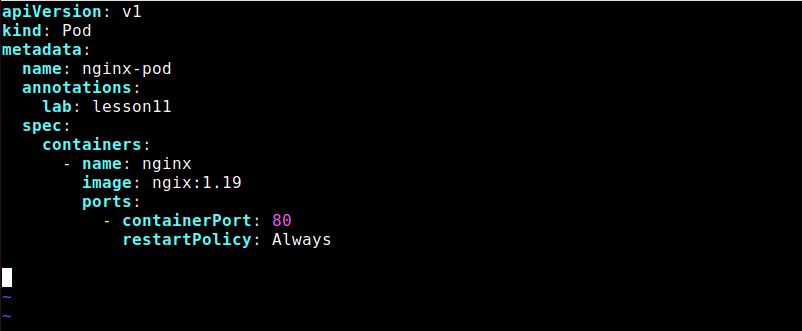 apiVersion: v1
kind: Pod
metadata:
  name: nginx-pod
  annotations:
    lab: lesson11
  spec:
    containers:
      - name: nginx
        image: ngix:1.19
        ports:
          - containerPort: 80
            restartPolicy: Always
~
~